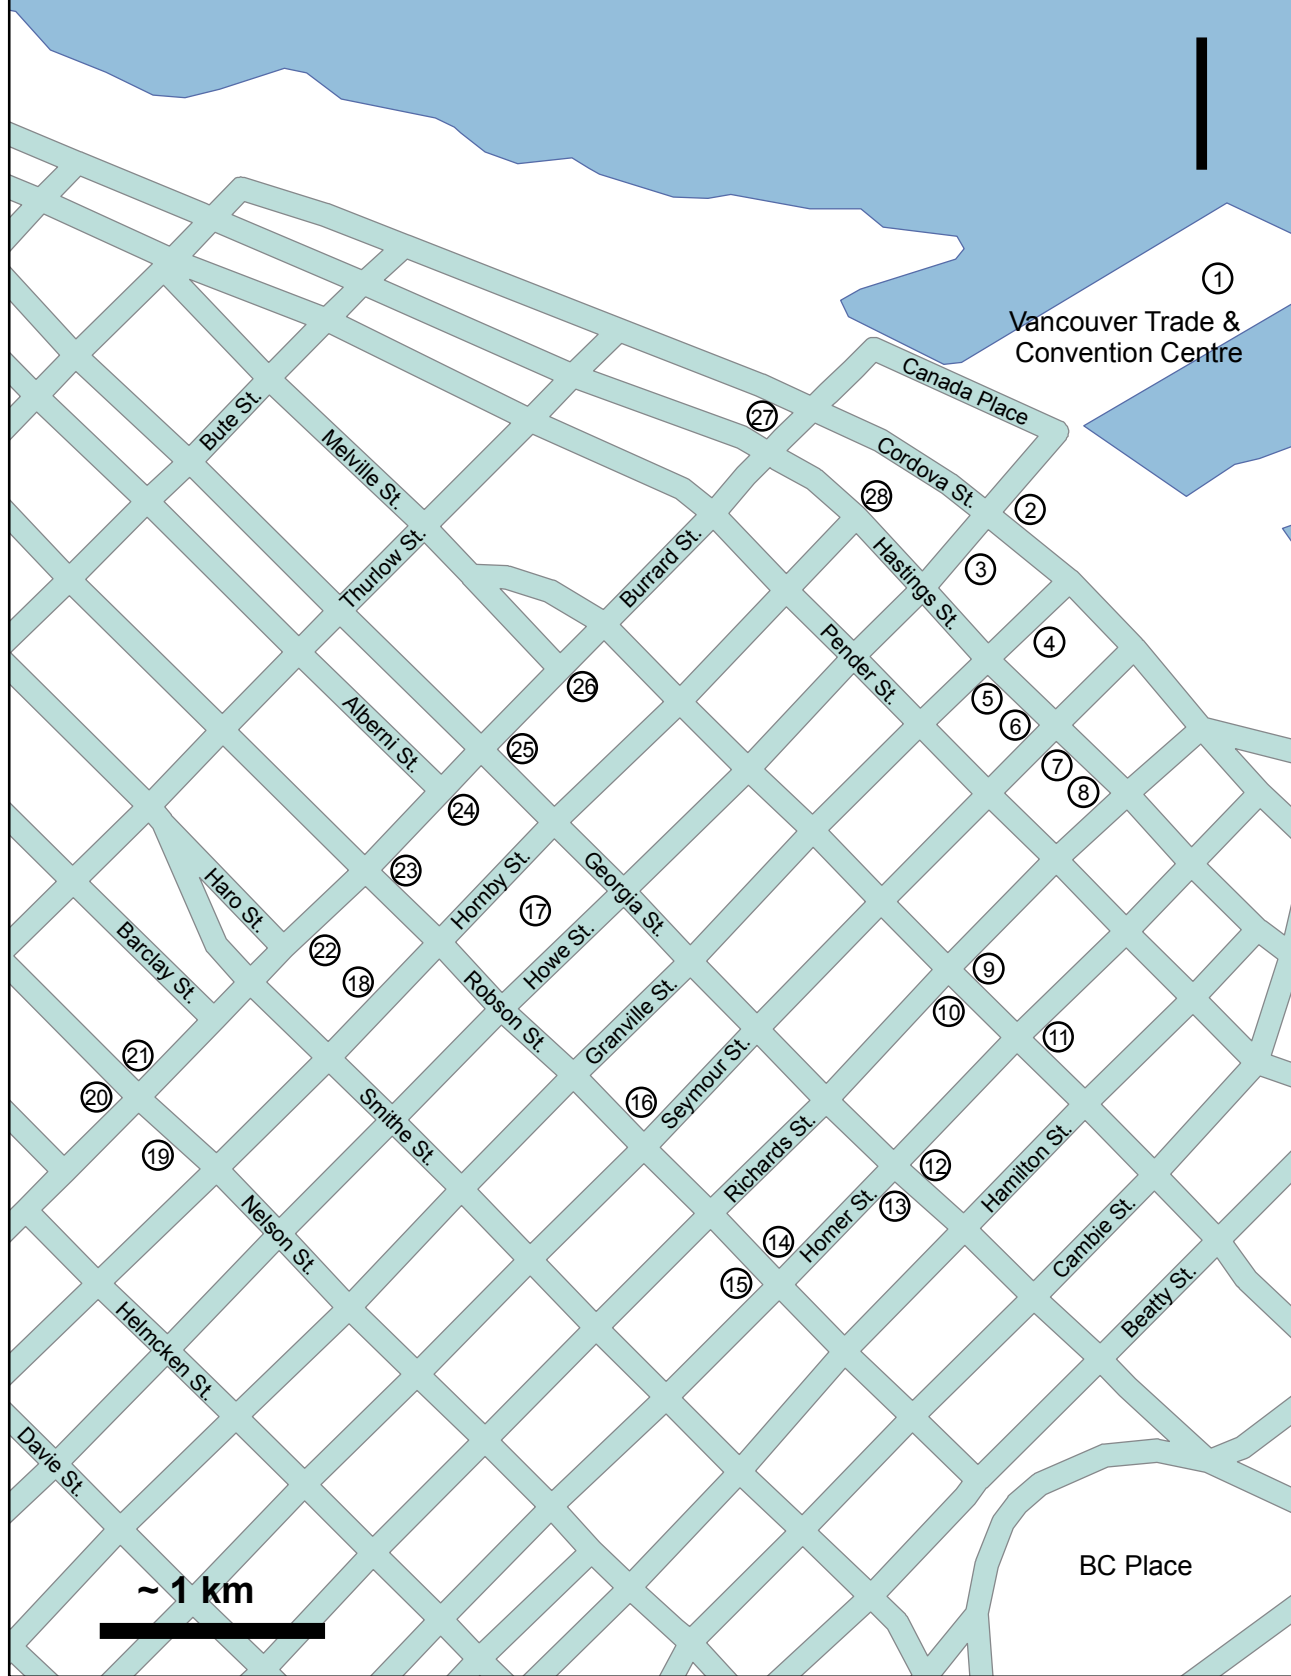 1
Vancouver Trade &
Convention Centre
Canada Place
27
Bute St.
Cordova St.
Melville St.
28
2
Thurlow St.
Burrard St.
Hastings St.
3
Pender St.
4
26
5
6
Alberni St.
25
7
8
24
23
Hornby St.
Georgia St.
Haro St.
17
Howe St.
22
18
9
Barclay St.
Robson St.
10
Granville St.
11
21
20
16
Seymour St.
Smithe St.
19
Richards St.
12
Hamilton St.
13
Nelson St.
Homer St.
14
Cambie St.
15
Beatty St.
Helmcken St.
Davie St.
BC Place
~ 1 km